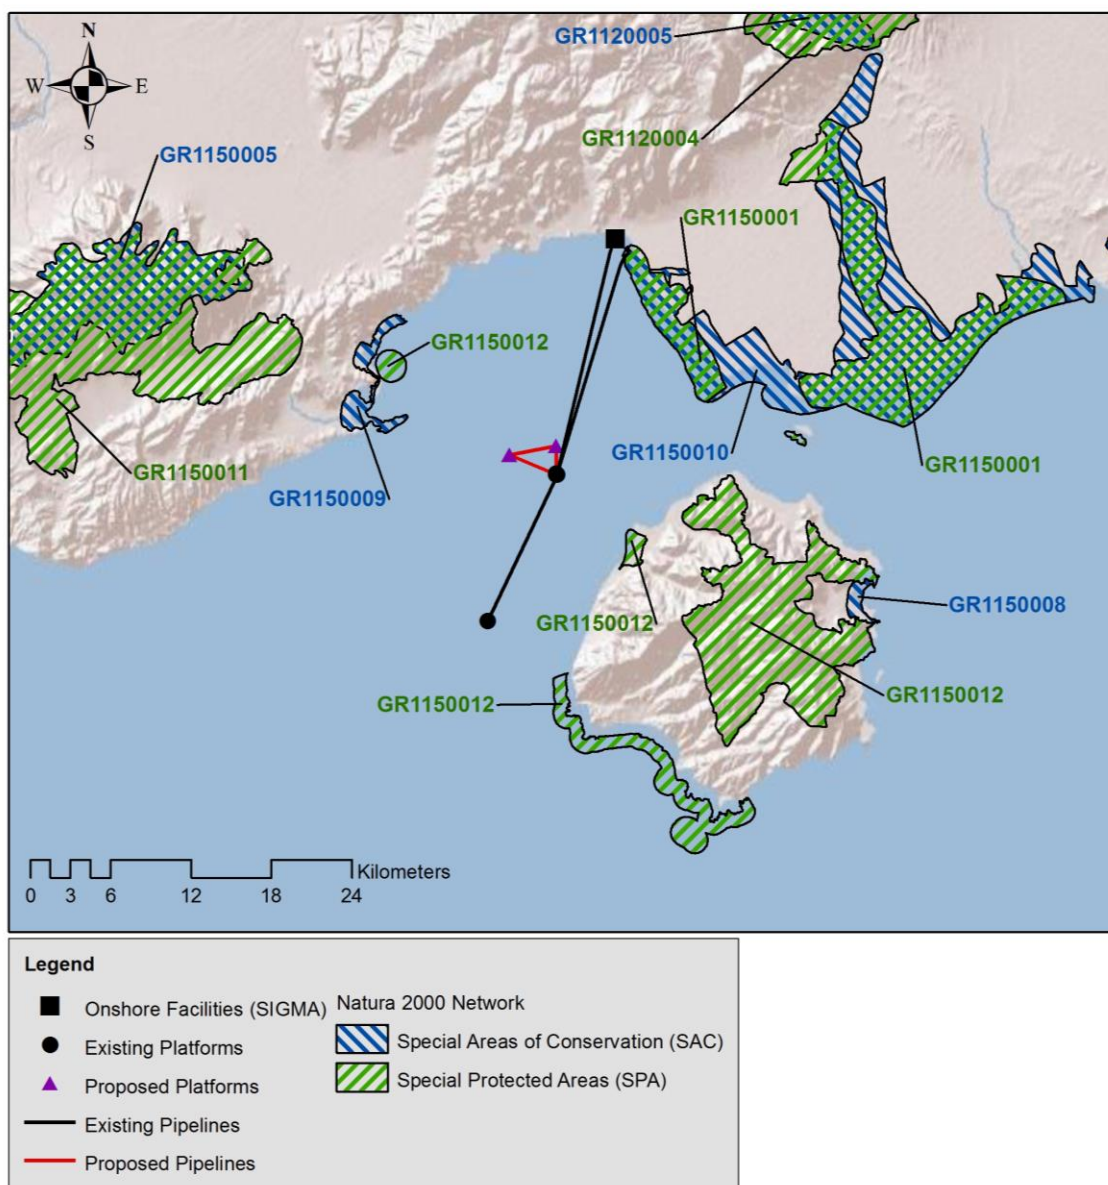 N
W E
S
GR1120005
GR1120004
GR1150005
GR1150001
GR1150012
GR1150011
GR1150009
GR1150010
GR1150001
GR1150012
GR1150008
GR1150012
GR1150012
Kilometers
0 3 6 12 18 24
Legend
Onshore Facilities (SIGMA)
Existing Platforms
Proposed Platforms
Existing Pipelines
Proposed Pipelines
Natura 2000 Network
Special Areas of Conservation (SAC)
Special Protected Areas (SPA)